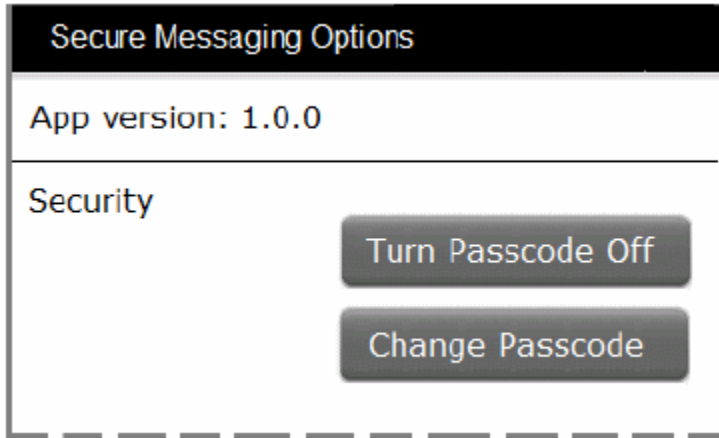 Secure Messaging Options
App version: 1.0.0
Security
Turn Passcode Off
Change Passcode